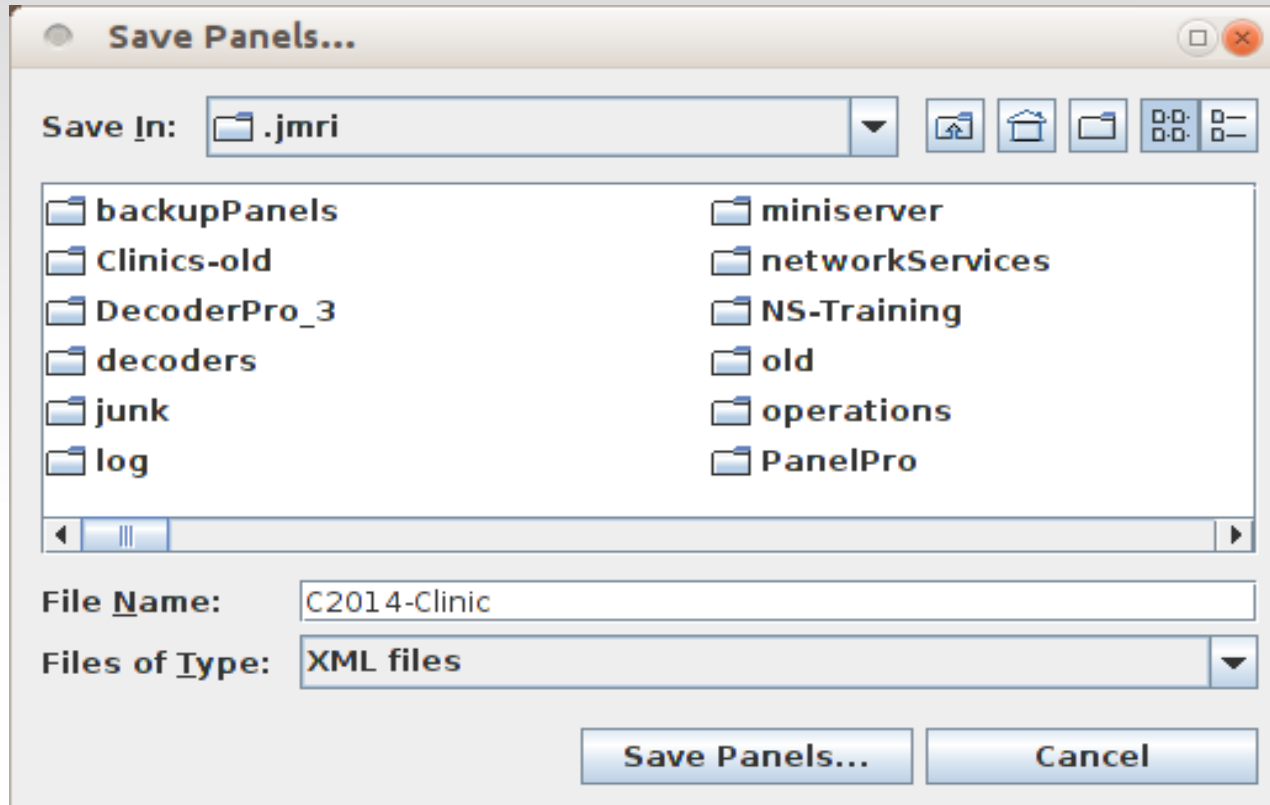 Save Panels...
Save In: .jmri
backupPanels
Clinics-old
DecoderPro_3
decoders
junk
log
miniserver
networkServices
NS-Training
old
operations
PanelPro
File Name: C2014-Clinic
Files of Type: XML files
Save Panels... Cancel